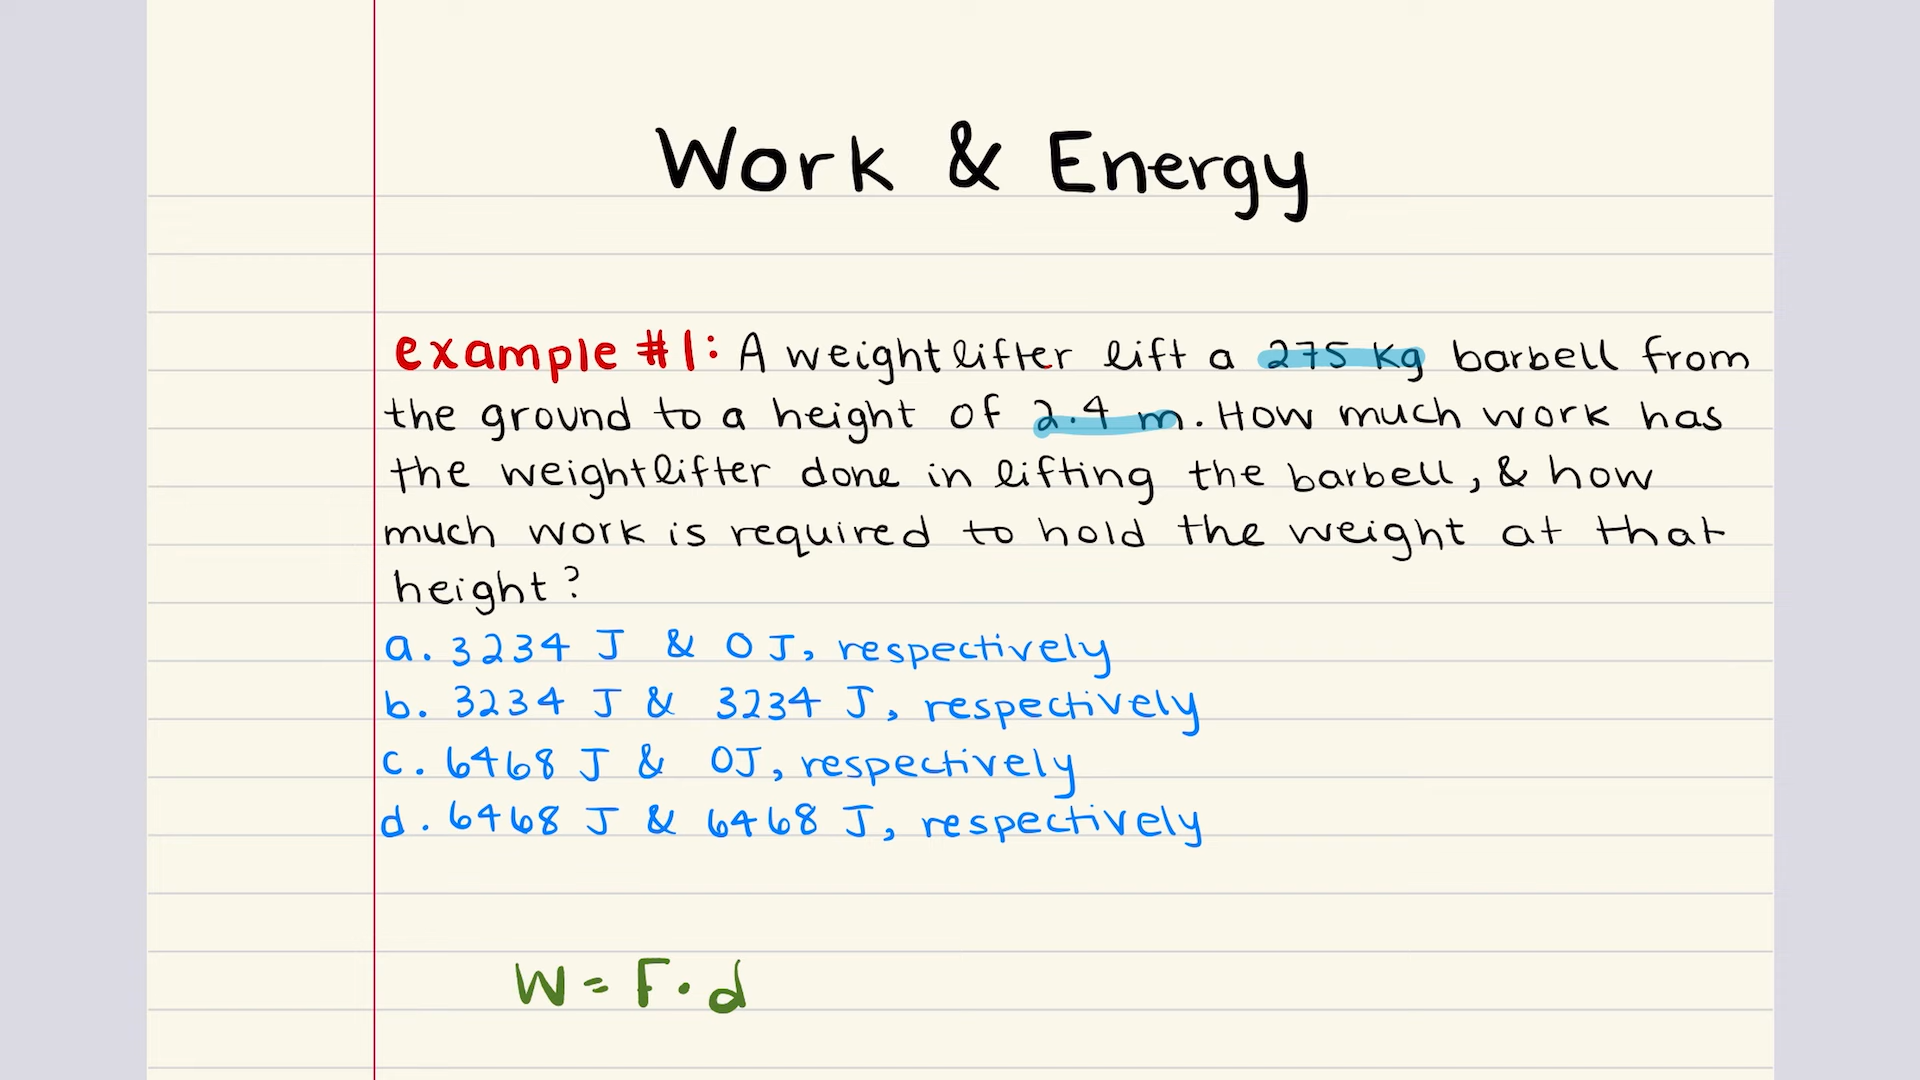 Work & Energy
example #1: A weightlifter lift a 275 kg barbell from
the ground to a height of 2.4 m. How much work has
the weightlifter done in lifting the barbell, & how
much work is required to hold the weight at that
height?
a. 3234 J & 0 J, respectively
b. 3234 J & 3234 J, respectively
c. 6468 J & 0J, respectively
d. 6468 J & 6468 J, respectively
W = F · d